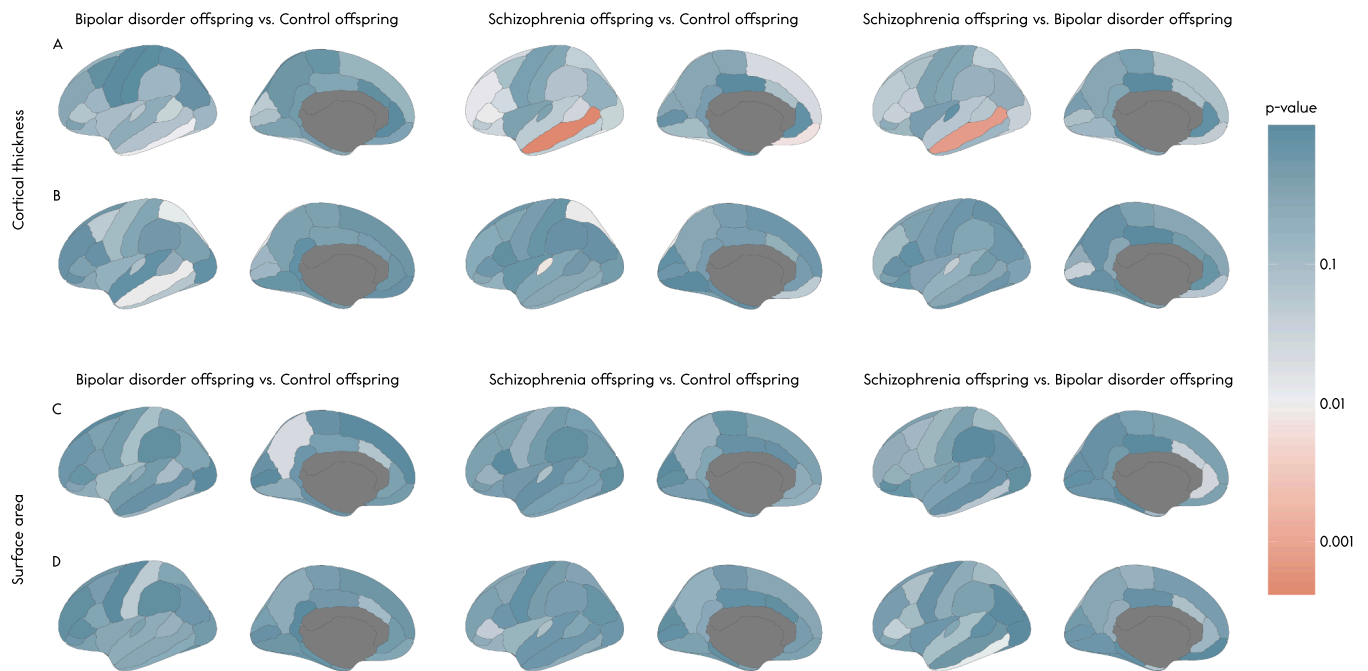 Bipolar disorder offspring vs. Control offspring
Schizophrenia offspring vs. Control offspring
Schizophrenia offspring vs. Bipolar disorder offspring
A
B
Cortical thickness
Bipolar disorder offspring vs. Control offspring
Schizophrenia offspring vs. Control offspring
Schizophrenia offspring vs. Bipolar disorder offspring
C
D
Surface area
p-value
0.1
0.01
0.001